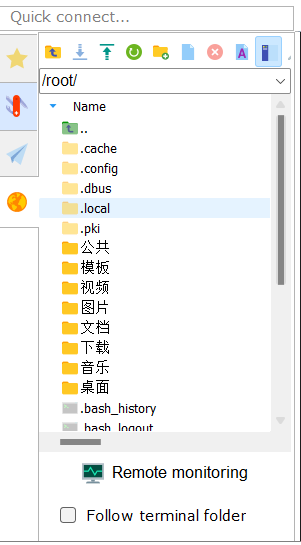 Quick connect...
/root/
Name
..
.cache
.config
.dbus
.local
.pki
公共
模板
视频
图片
文档
下载
音乐
桌面
.bash_history
.bash_logout
Remote monitoring
Follow terminal folder